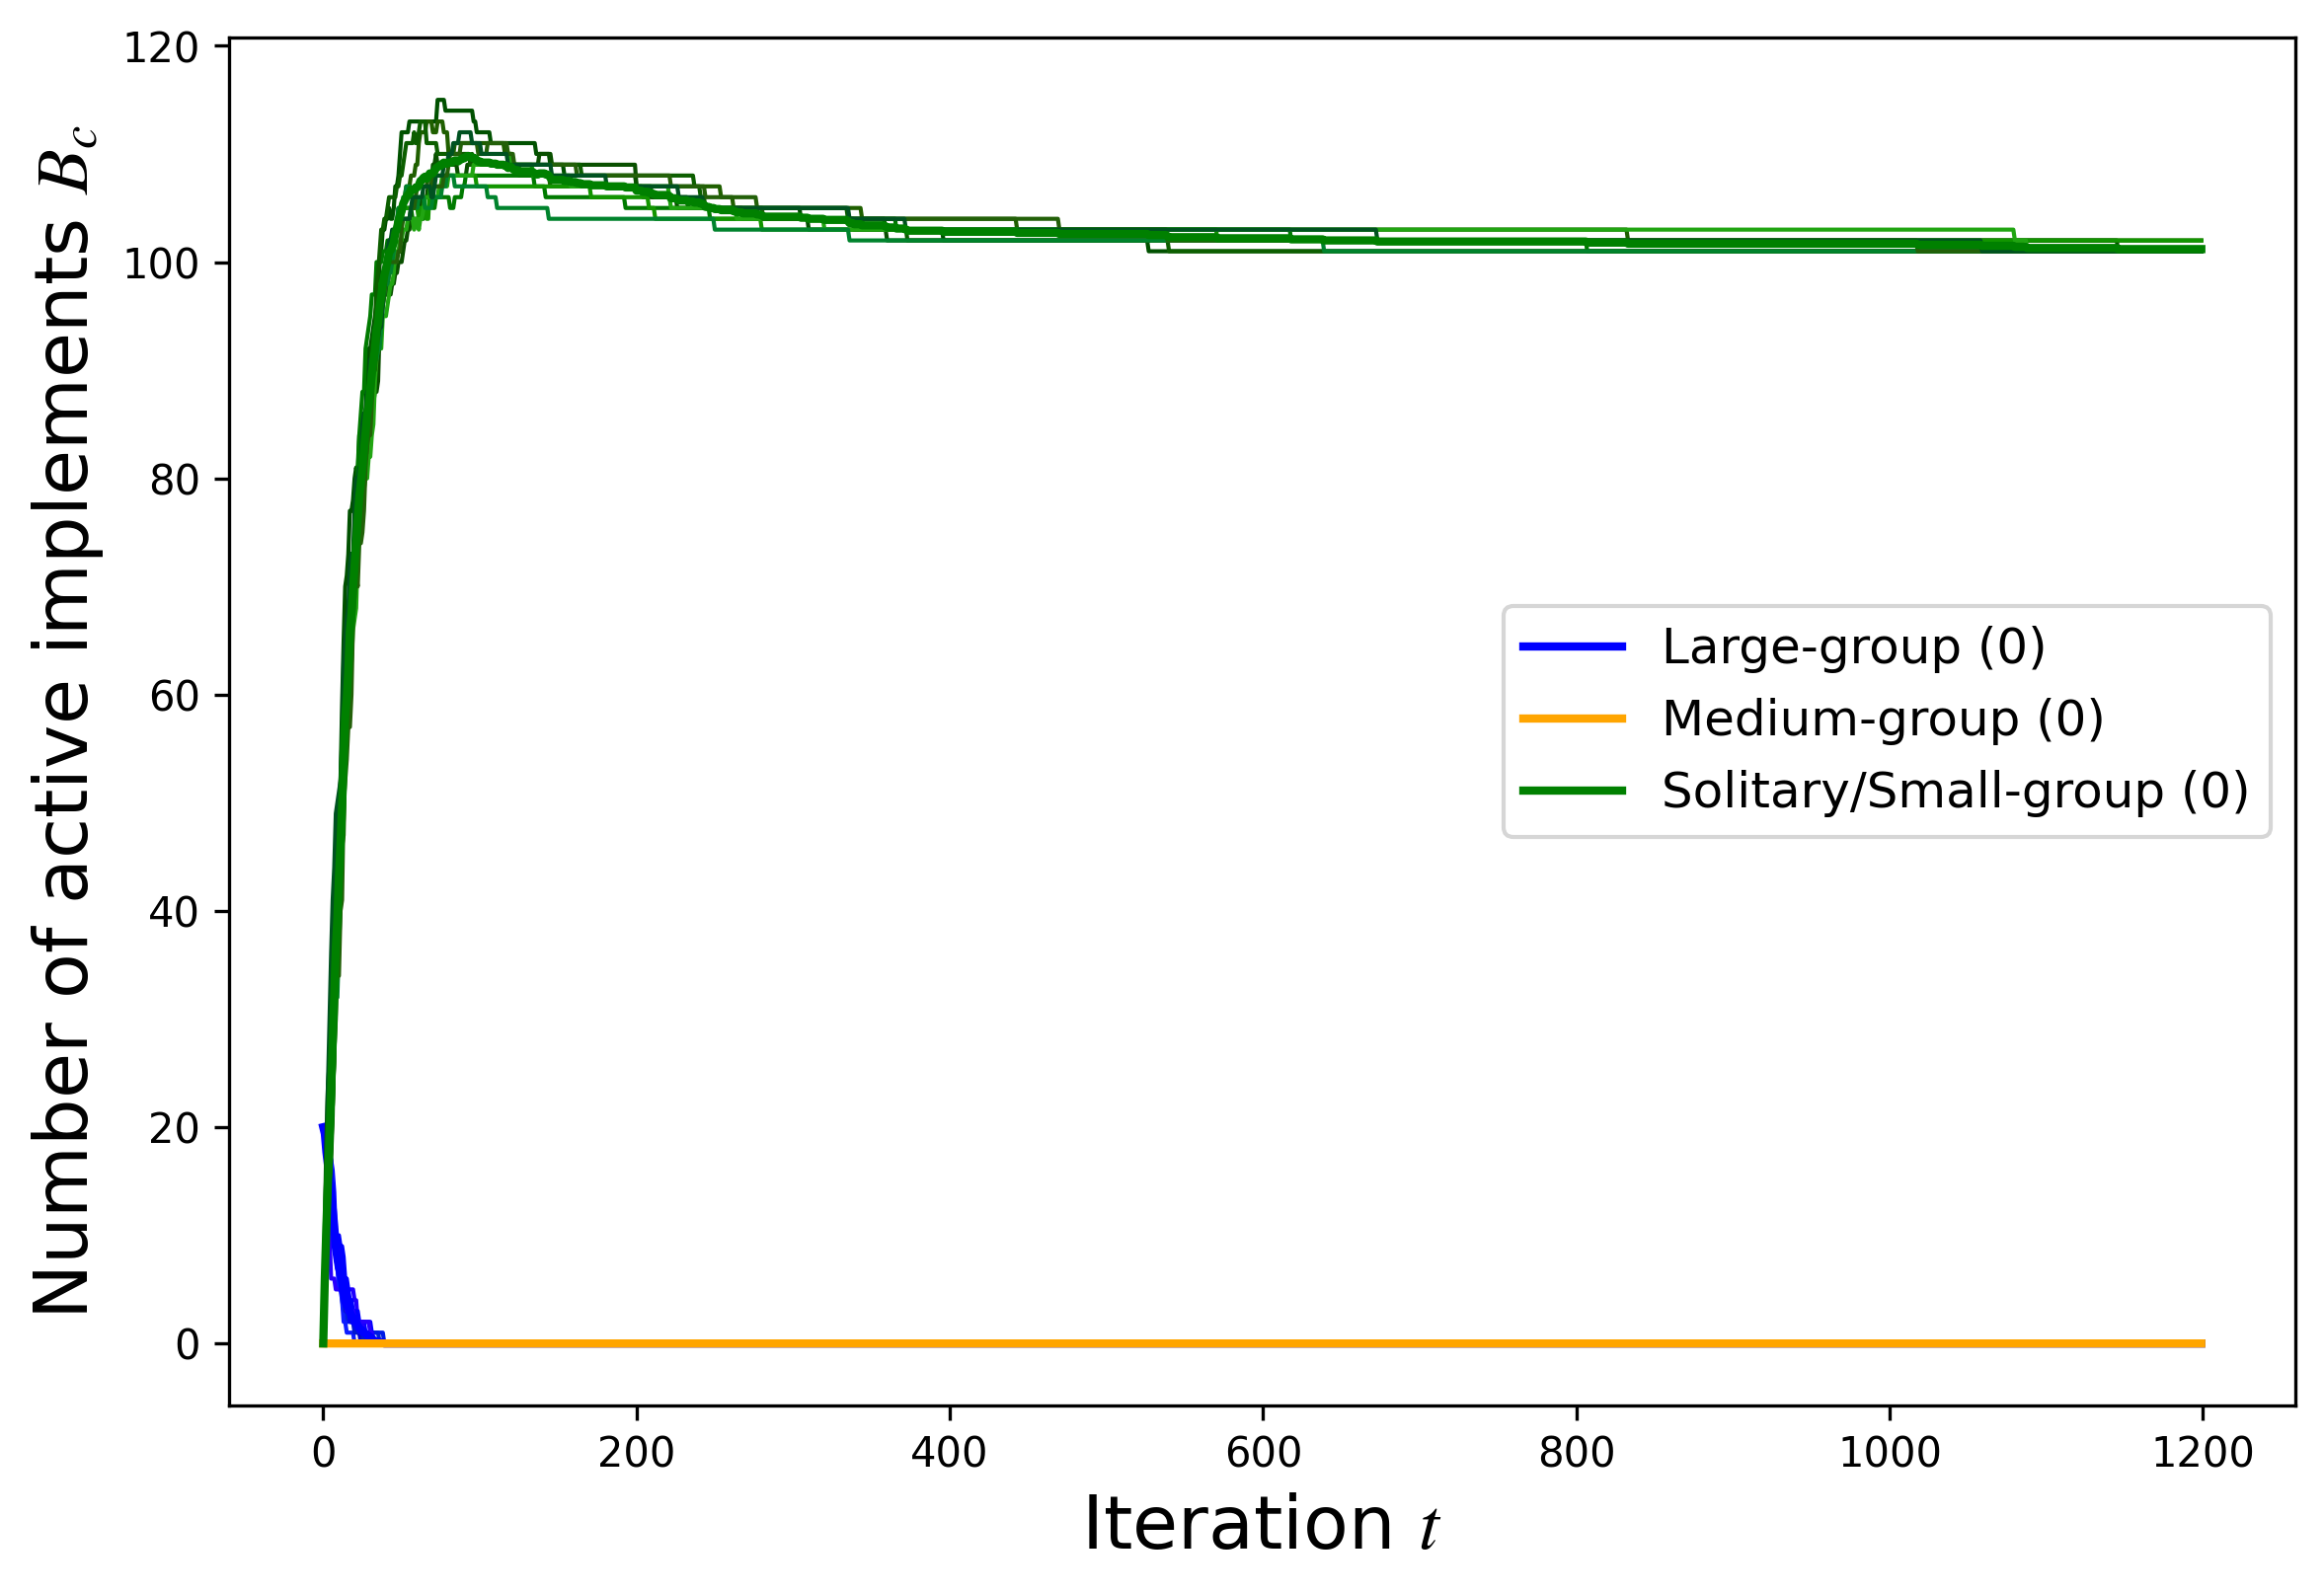 Number of active implements B_c
120
100
80
60
40
20
0
0 200 400 600 800 1000 1200
Iteration t
Large-group (0)
Medium-group (0)
Solitary/Small-group (0)